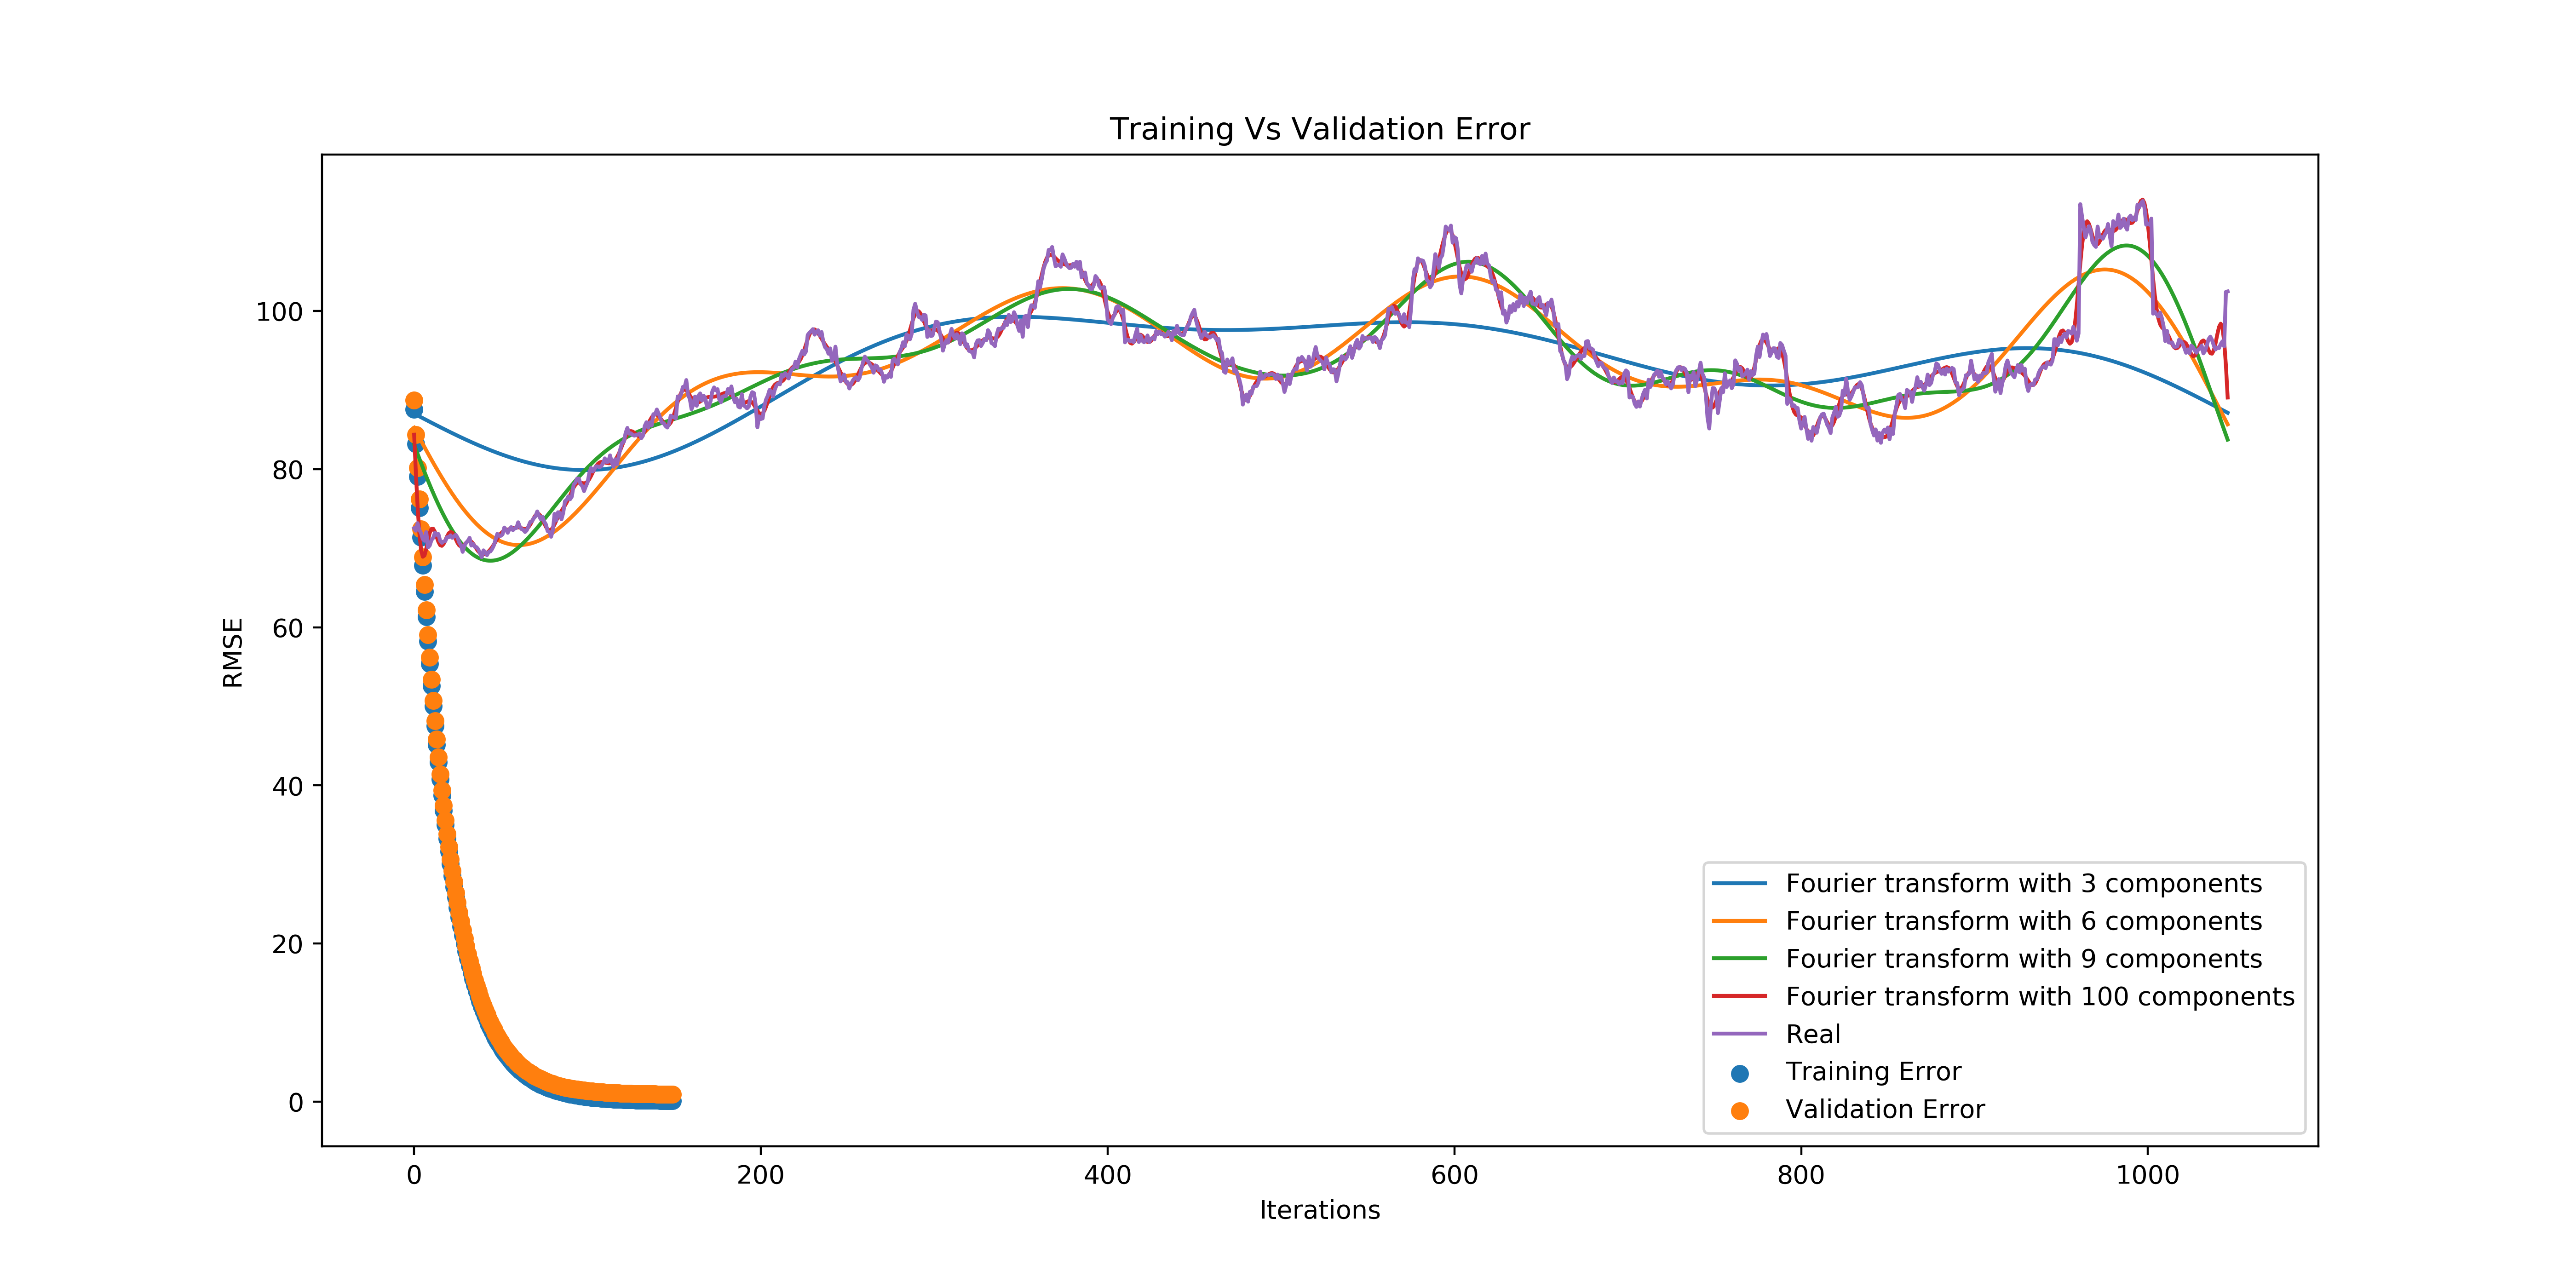 Training Vs Validation Error
RMSE
100
80
60
40
20
0
0
200
400
600
800
1000
Iterations
Fourier transform with 3 components
Fourier transform with 6 components
Fourier transform with 9 components
Fourier transform with 100 components
Real
Training Error
Validation Error